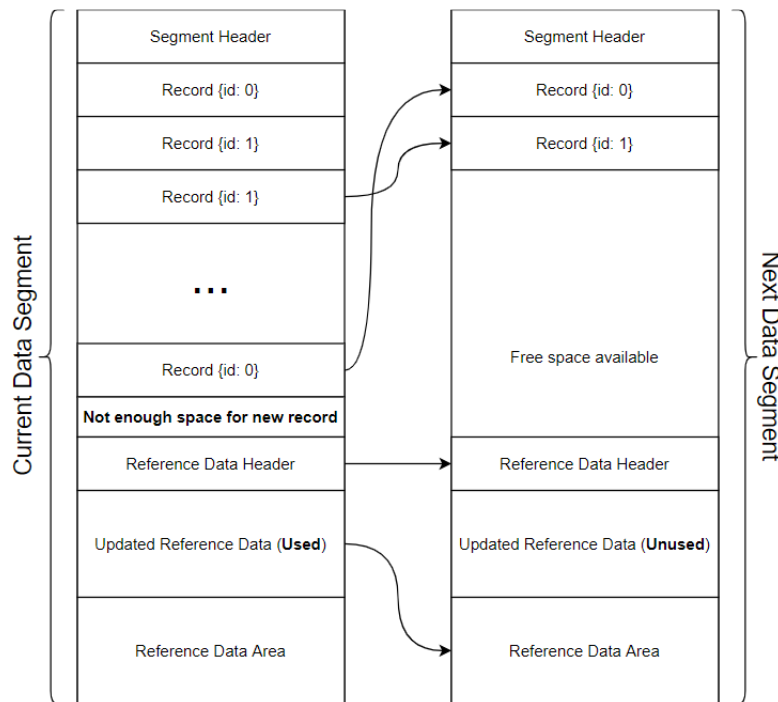 Current Data Segment
Segment Header
Record {id: 0}
Record {id: 1}
Record {id: 1}
...
Record {id: 0}
Not enough space for new record
Reference Data Header
Updated Reference Data (Used)
Reference Data Area
Segment Header
Record {id: 0}
Record {id: 1}
Free space available
Reference Data Header
Updated Reference Data (Unused)
Reference Data Area
Next Data Segment